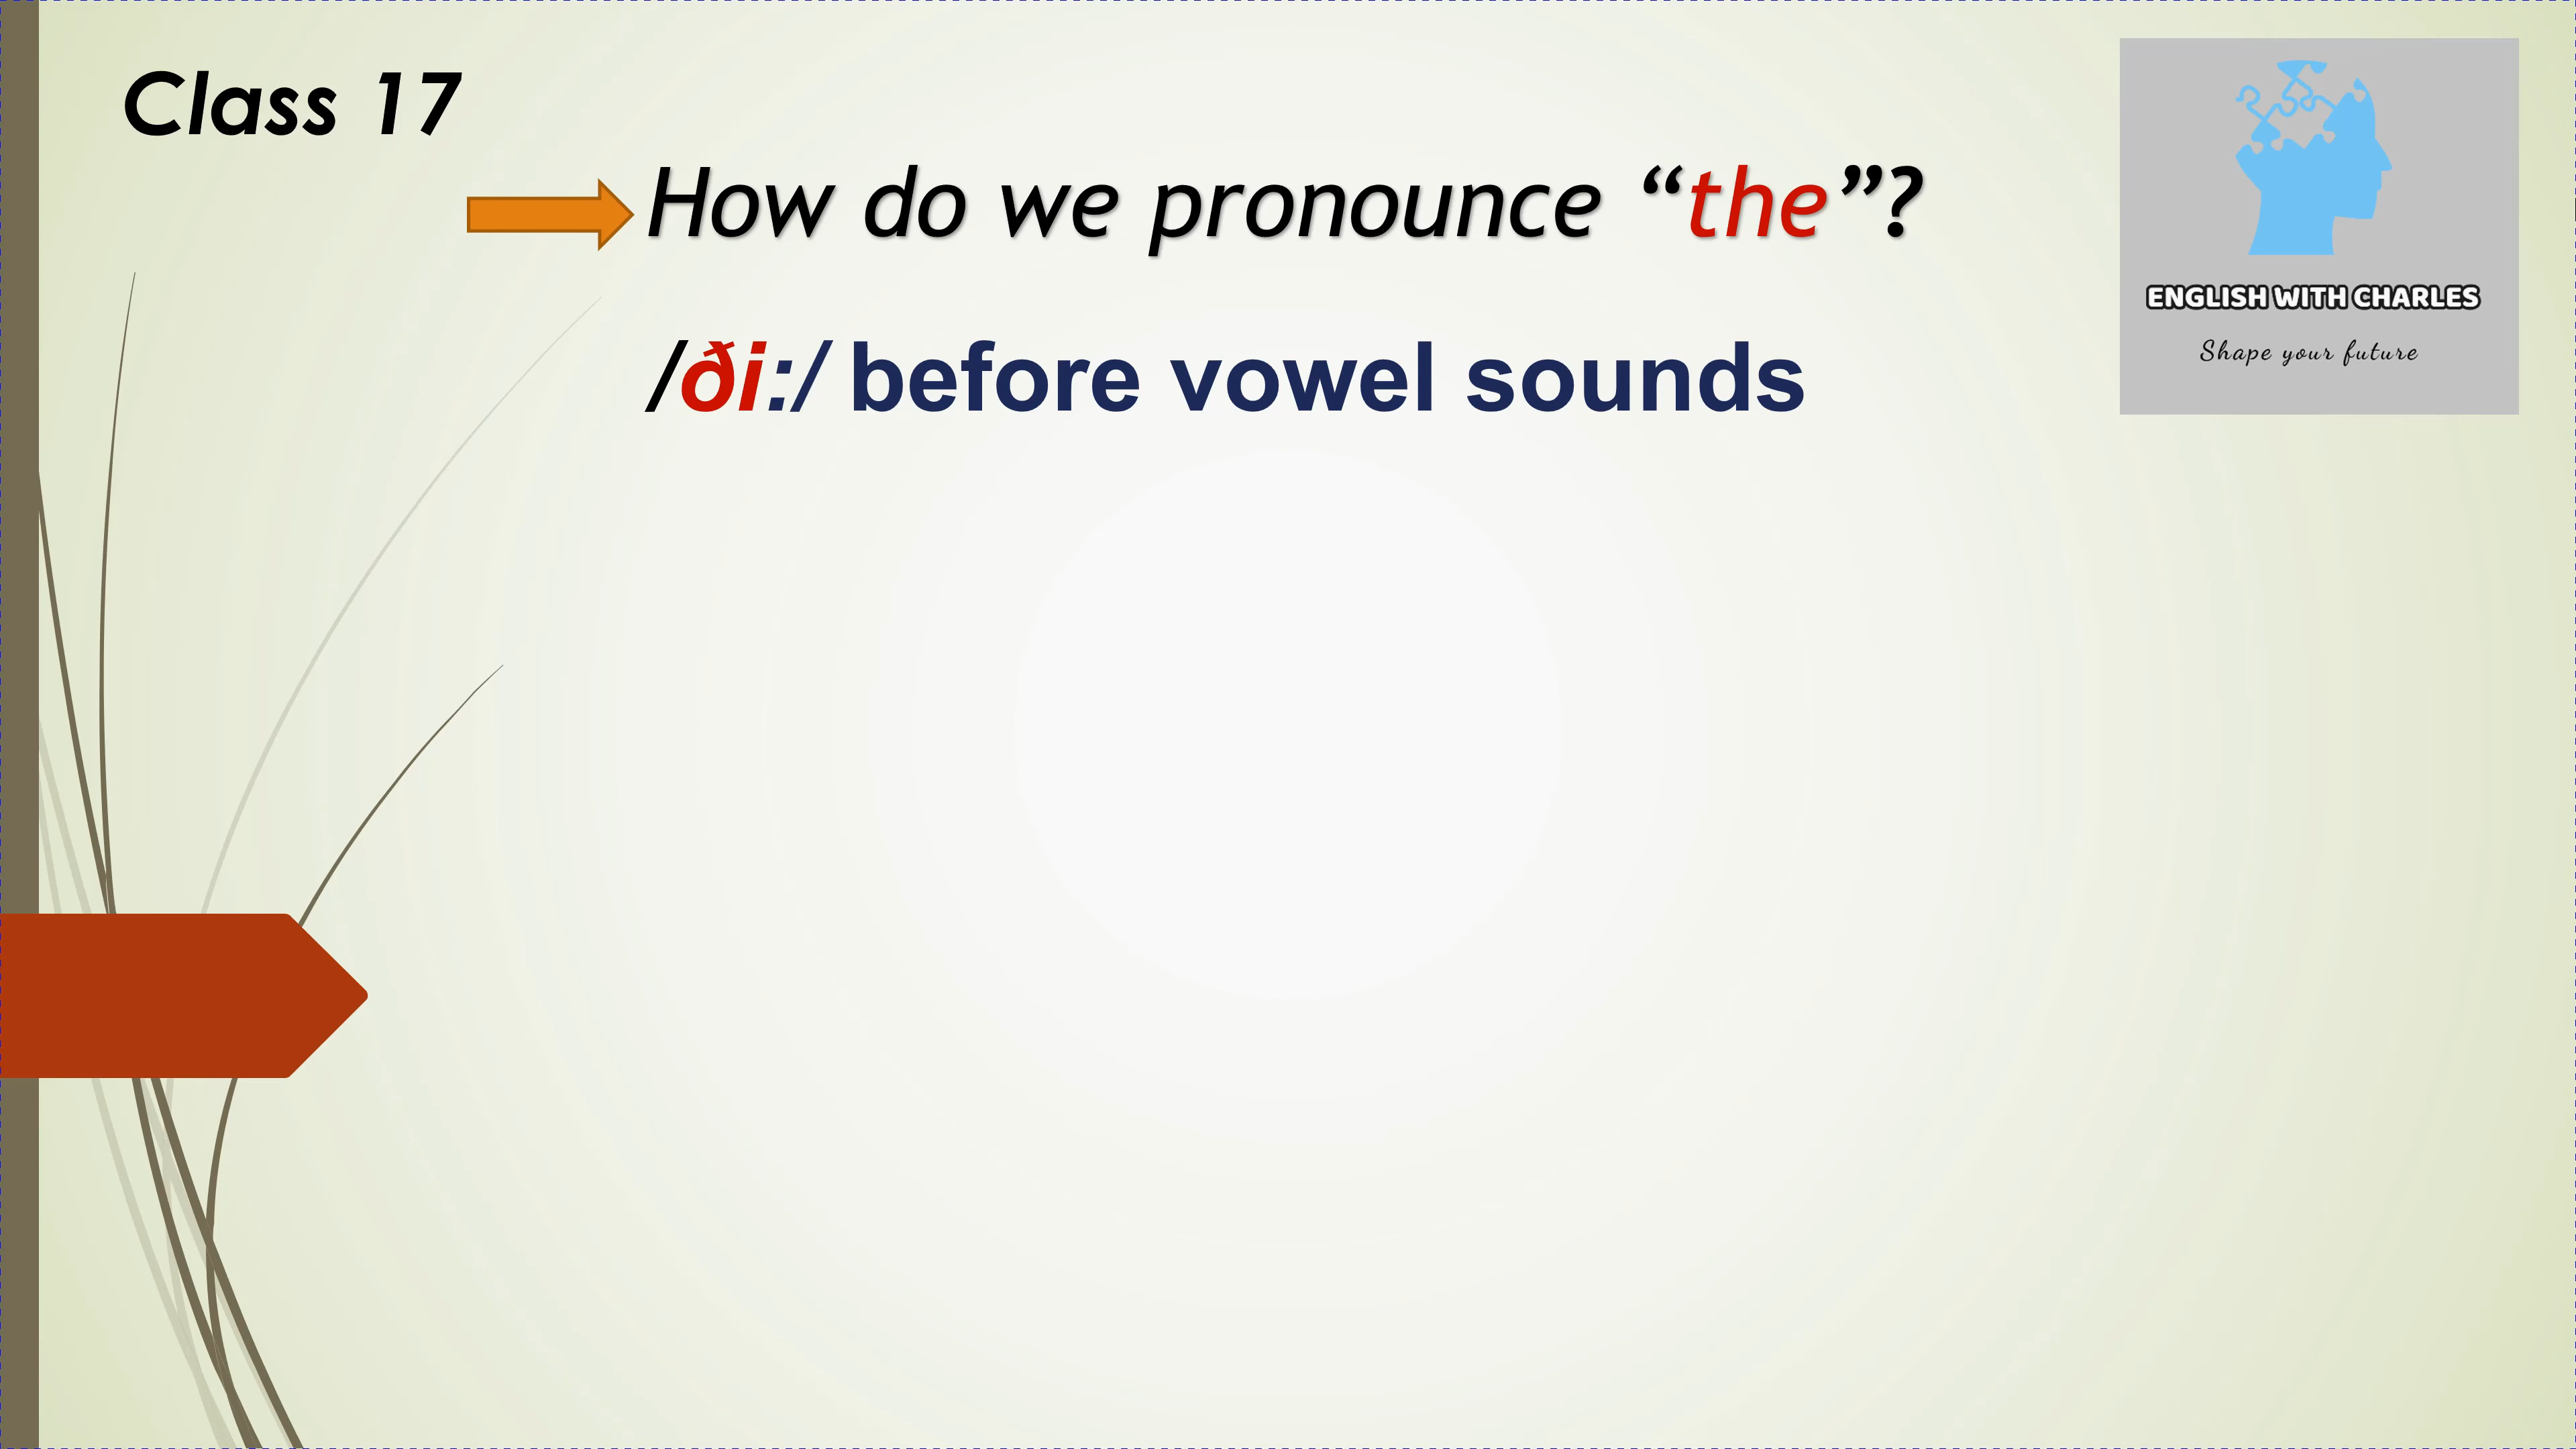 Class 17
How do we pronounce “the”?
/ði:/ before vowel sounds
ENGLISH WITH CHARLES
Shape your future